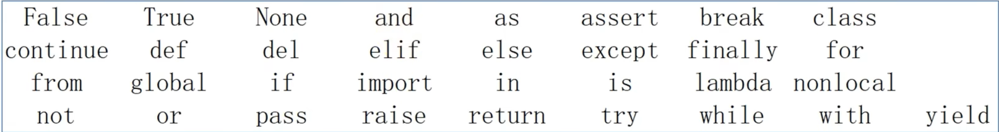 False True None and as assert break class
continue def del elif else except finally for
from global if import in is lambda nonlocal
not or pass raise return try while with yield